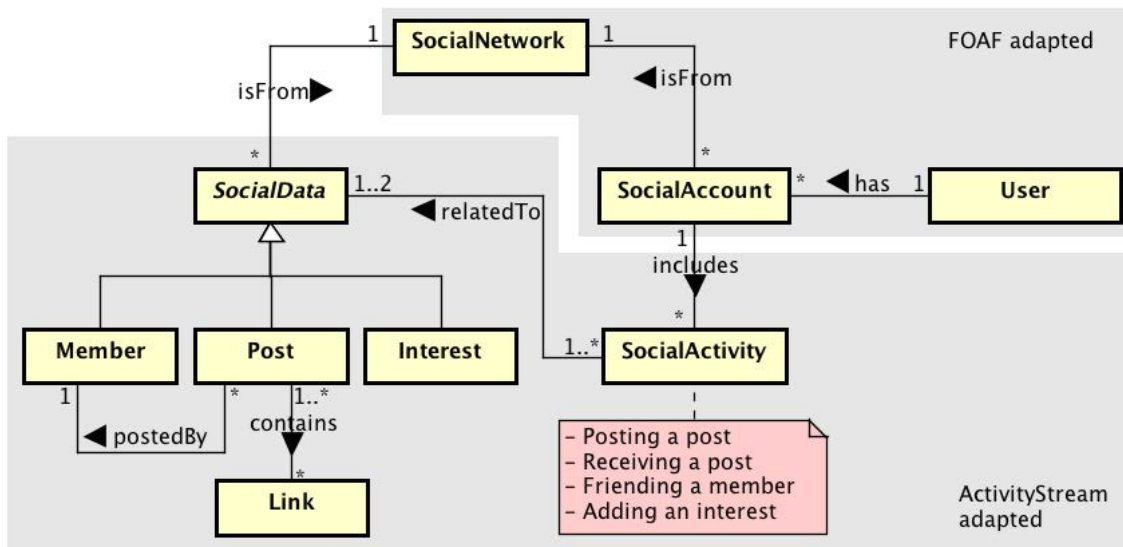 1 SocialNetwork 1
FOAF adapted
isFrom
isFrom
*
*
SocialData 1..2
relatedTo
SocialAccount * has 1 User
1
includes
*
Member
Post
Interest
1..* SocialActivity
1
*
1..*
postedBy
contains
*
Link
- Posting a post
- Receiving a post
- Friending a member
- Adding an interest
ActivityStream
adapted